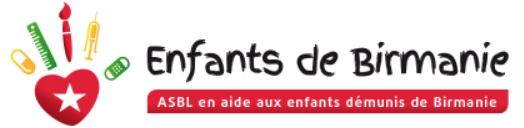 Enfants de Birmanie
ASBL en aide aux enfants démunis de Birmanie